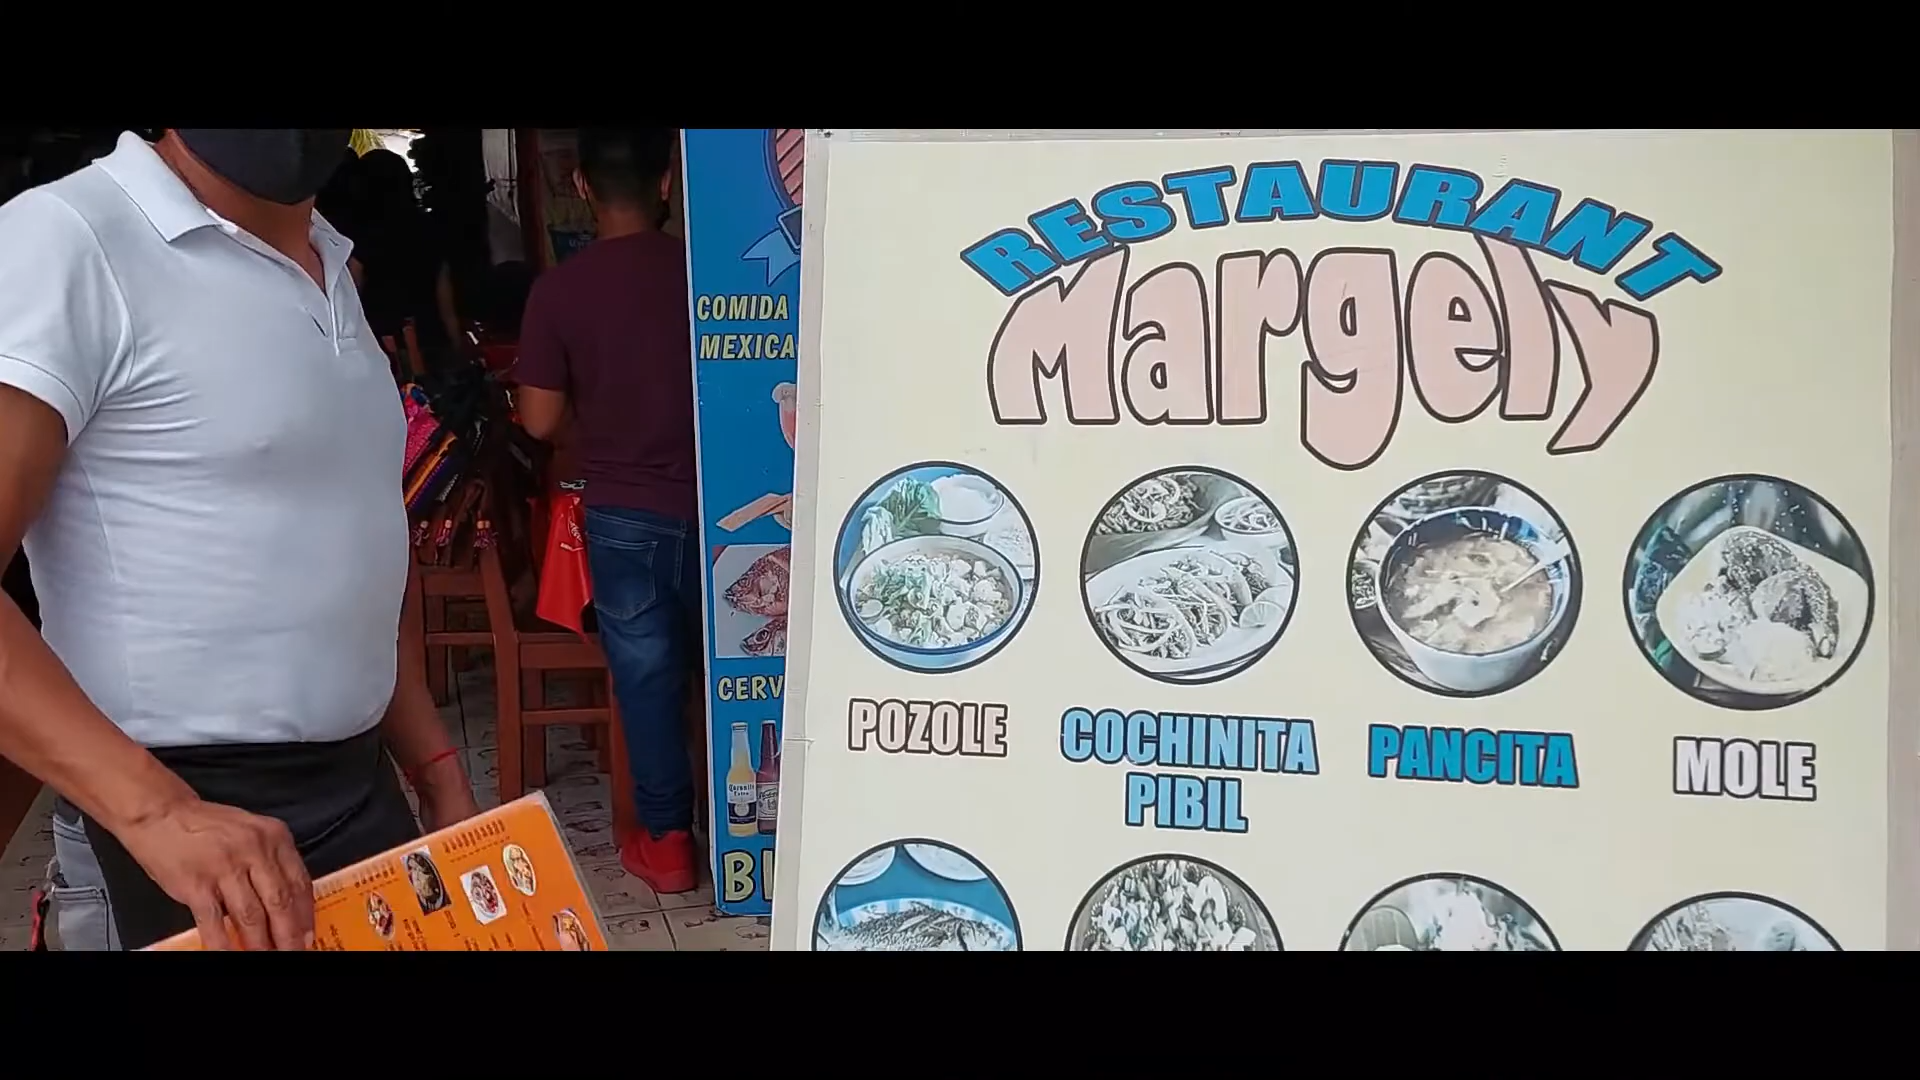 RESTAURANT
Margely
POZOLE
COCHINITA
PIBIL
PANCITA
MOLE
COMIDA
MEXICA
CERV